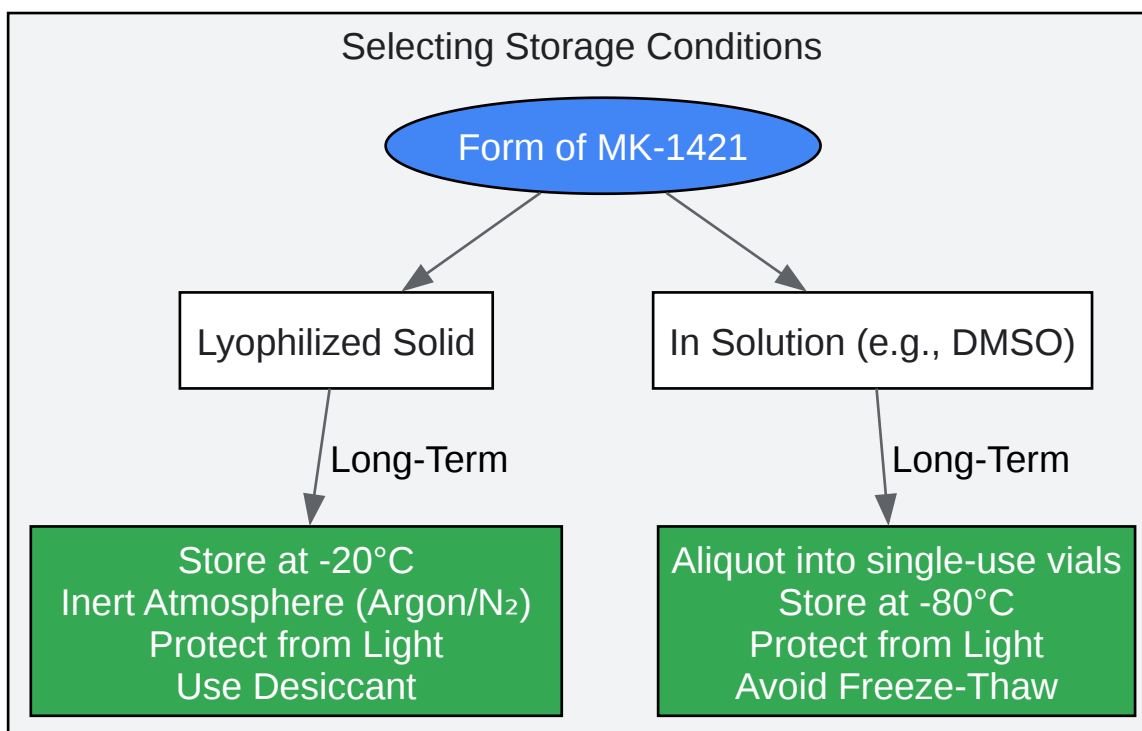 Selecting Storage Conditions
Form of MK-1421
Lyophilized Solid
In Solution (e.g., DMSO)
Long-Term
Long-Term
Store at -20°C
Inert Atmosphere (Argon/N₂)
Protect from Light
Use Desiccant
Aliquot into single-use vials
Store at -80°C
Protect from Light
Avoid Freeze-Thaw